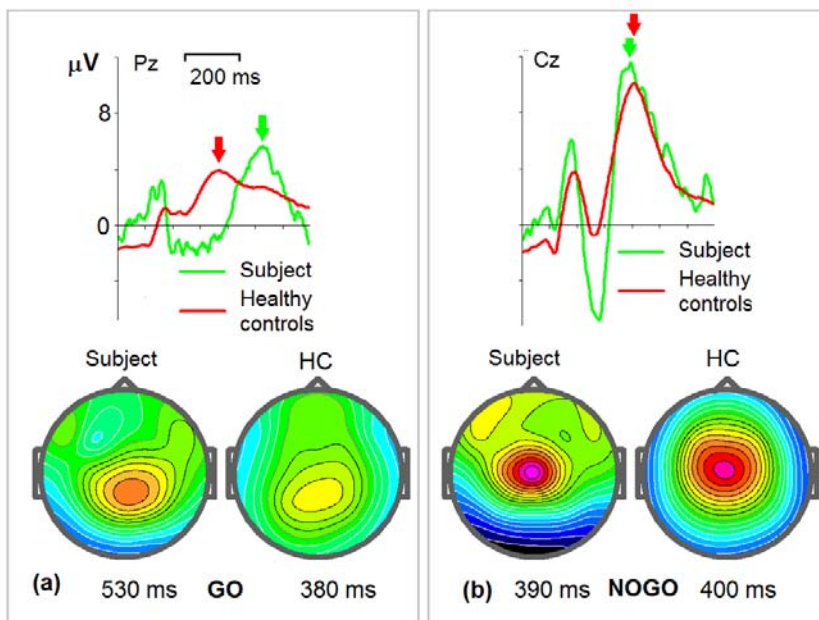 μV
Pz
200 ms
8
0
Subject
Healthy
controls
Subject
HC
(a)
530 ms
GO
380 ms
Cz
Subject
Healthy
controls
Subject
HC
(b)
390 ms
NOGO
400 ms